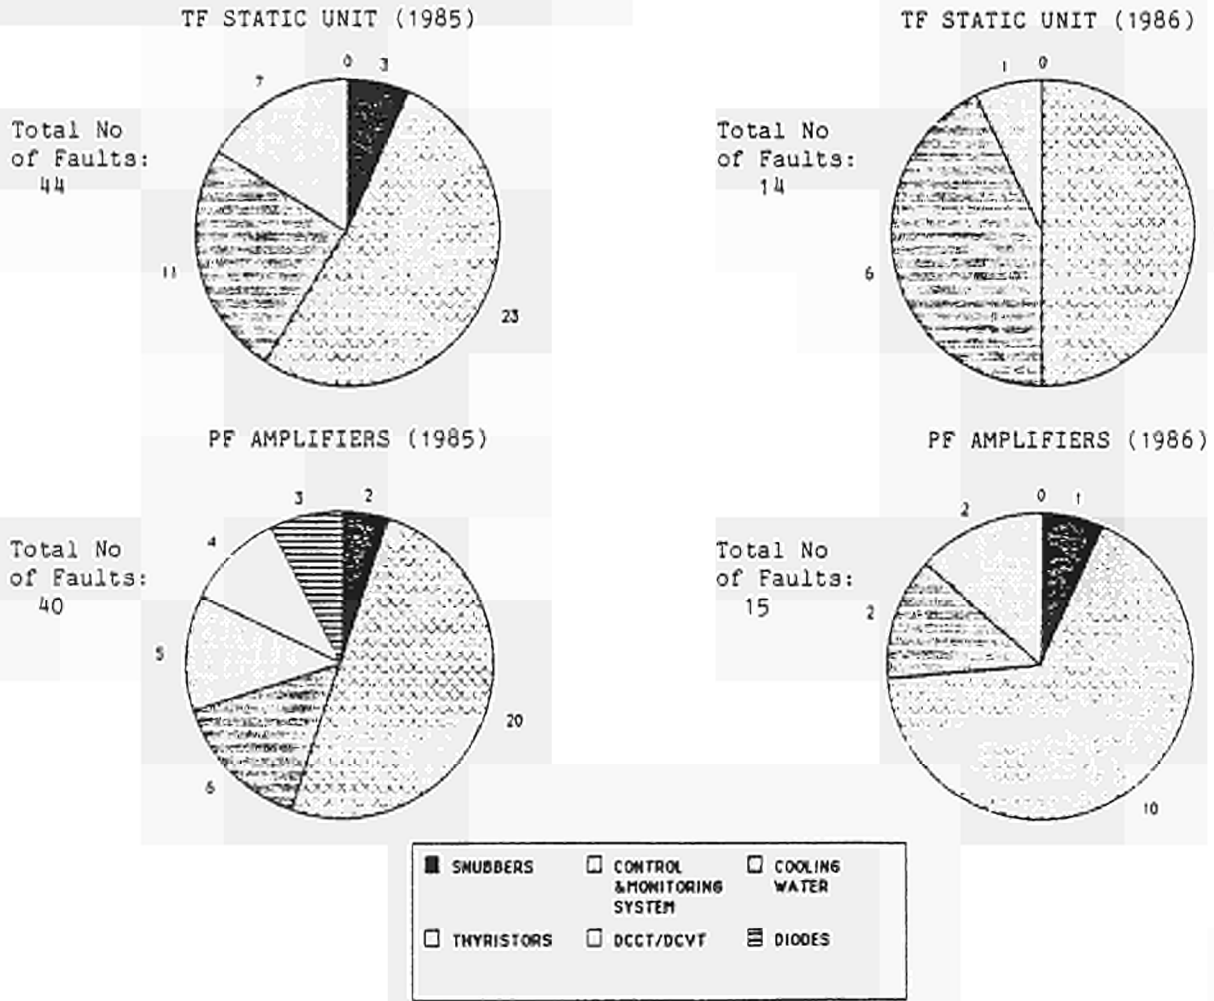 TF STATIC UNIT (1985)
0 3
7
Total No
of Faults:
44
11
23
TF STATIC UNIT (1986)
1 0
Total No
of Faults:
14
6
PF AMPLIFIERS (1985)
3 2
4
Total No
of Faults:
40
5
20
6
PF AMPLIFIERS (1986)
0 1
2
Total No
of Faults:
15
2
10
SNUBBERS
CONTROL
&MONITORING
SYSTEM
COOLING
WATER
THYRISTORS
DCCT/DCVT
DIODES